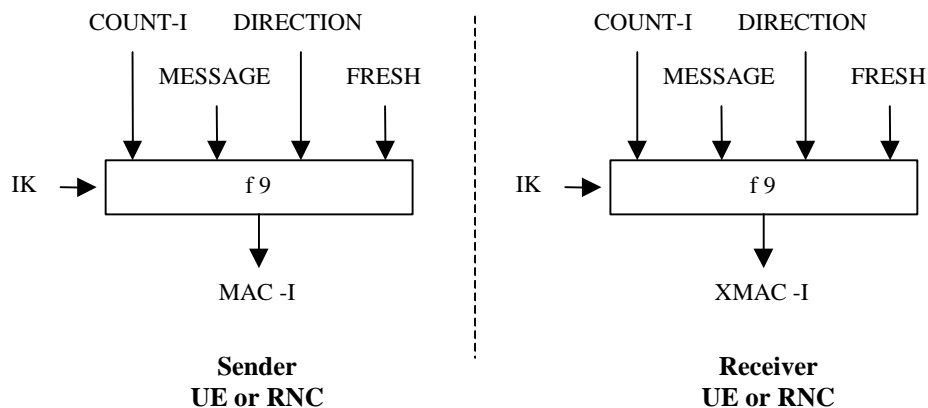 COUNT-I DIRECTION
MESSAGE FRESH
IK f 9
MAC -I
Sender
UE or RNC
COUNT-I DIRECTION
MESSAGE FRESH
IK f 9
XMAC -I
Receiver
UE or RNC